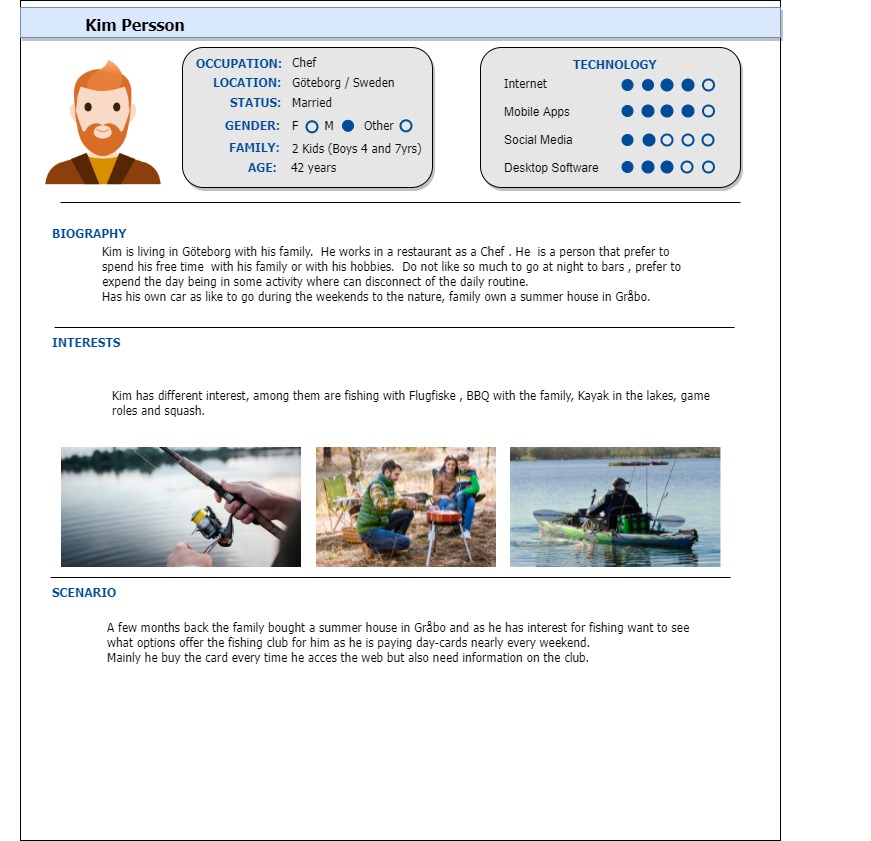 Kim Persson
OCCUPATION: Chef
LOCATION: Göteborg / Sweden
STATUS: Married
GENDER: F M Other
FAMILY: 2 Kids (Boys 4 and 7yrs)
AGE: 42 years
TECHNOLOGY
Internet
Mobile Apps
Social Media
Desktop Software
BIOGRAPHY
Kim is living in Göteborg with his family. He works in a restaurant as a Chef . He is a person that prefer to
spend his free time with his family or with his hobbies. Do not like so much to go at night to bars , prefer to
expend the day being in some activity where can disconnect of the daily routine.
Has his own car as like to go during the weekends to the nature, family own a summer house in Gråbo.
INTERESTS
Kim has different interest, among them are fishing with Flugfiske , BBQ with the family, Kayak in the lakes, game
roles and squash.
SCENARIO
A few months back the family bought a summer house in Gråbo and as he has interest for fishing want to see
what options offer the fishing club for him as he is paying day-cards nearly every weekend.
Mainly he buy the card every time he acces the web but also need information on the club.